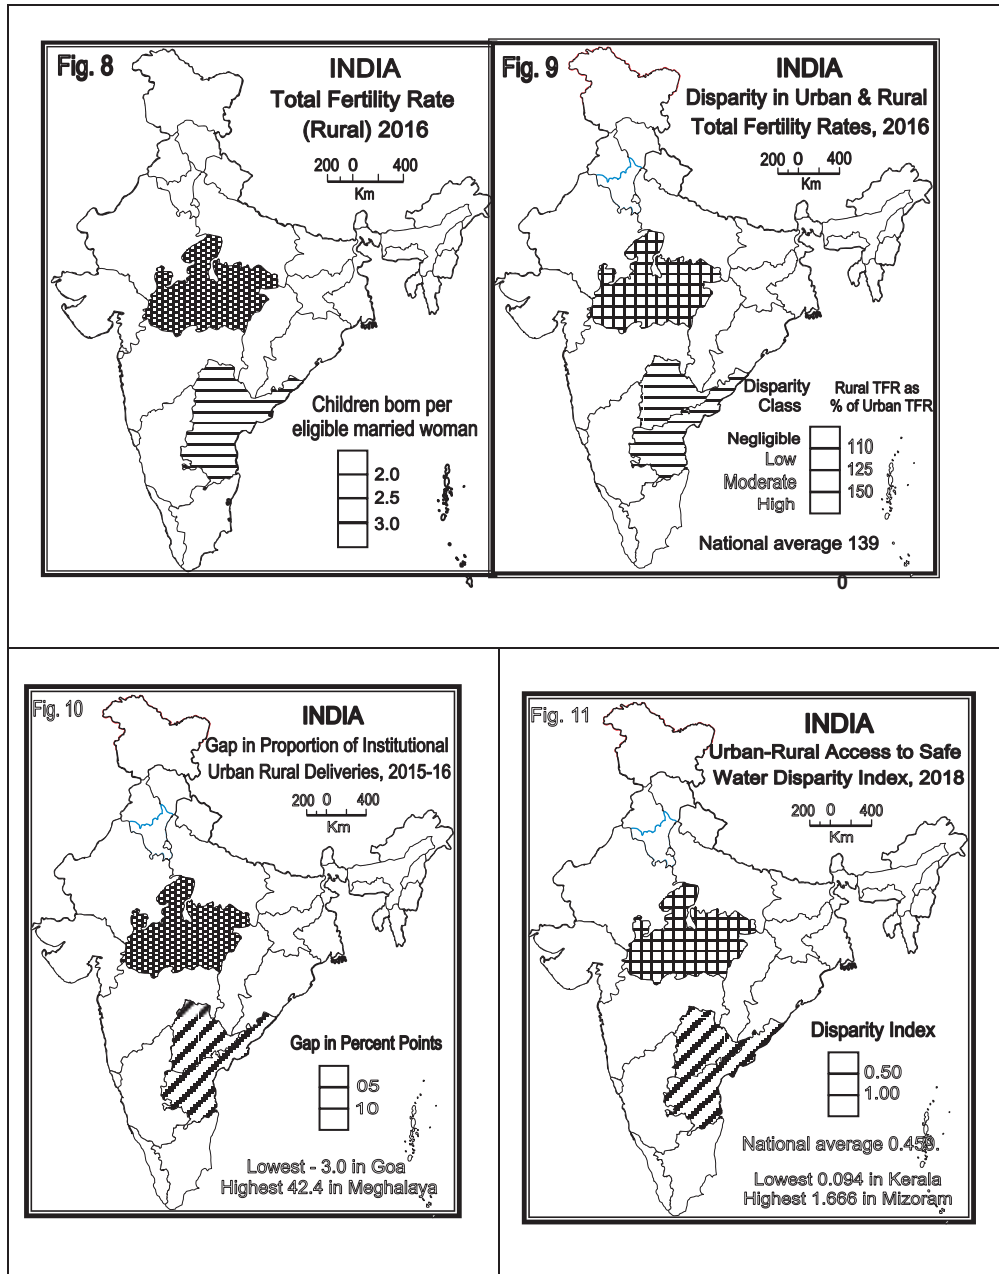 Fig. 8
INDIA
Total Fertility Rate
(Rural) 2016
200 0 400
Km
Children born per
eligible married woman
2.0
2.5
3.0
Fig. 9
INDIA
Disparity in Urban & Rural
Total Fertility Rates, 2016
200 0 400
Km
Disparity Class
Rural TFR as
% of Urban TFR
Negligible
Low
Moderate
High
110
125
150
National average 139
0
Fig. 10
INDIA
Gap in Proportion of Institutional
Urban Rural Deliveries, 2015-16
200 0 400
Km
Gap in Percent Points
05
10
Lowest - 3.0 in Goa
Highest 42.4 in Meghalaya
Fig. 11
INDIA
Urban-Rural Access to Safe
Water Disparity Index, 2018
200 0 400
Km
Disparity Index
0.50
1.00
National average
Lowest 0.094 in Kerala
Highest 1.666 in Mizoram